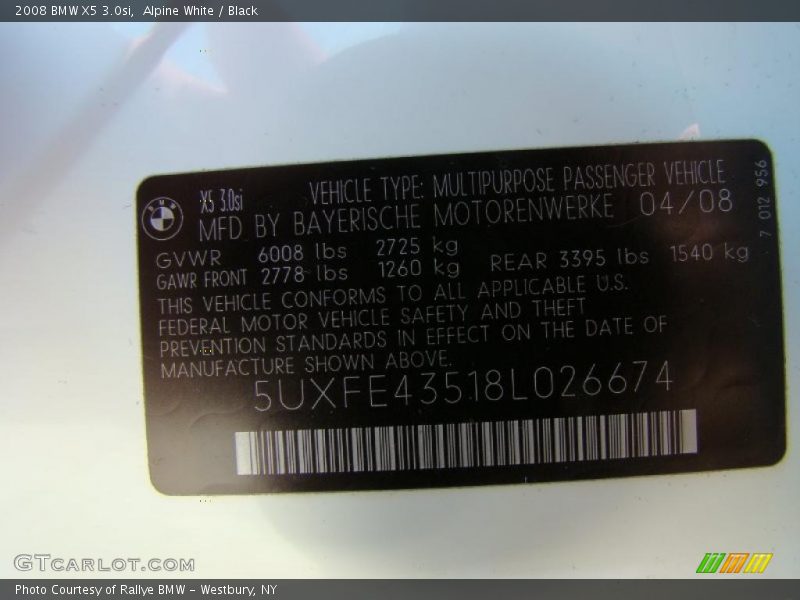 2008 BMW X5 3.0si, Alpine White / Black
BMW
X5 3.0si VEHICLE TYPE: MULTIPURPOSE PASSENGER VEHICLE
MFD BY BAYERISCHE MOTORENWERKE 04/08
7 012 956
GVWR 6008 lbs 2725 kg
GAWR FRONT 2778 lbs 1260 kg REAR 3395 lbs 1540 kg
THIS VEHICLE CONFORMS TO ALL APPLICABLE U.S.
FEDERAL MOTOR VEHICLE SAFETY AND THEFT
PREVENTION STANDARDS IN EFFECT ON THE DATE OF
MANUFACTURE SHOWN ABOVE.
5UXFE43518L026674
GTCARLOT.COM
Photo Courtesy of Rallye BMW - Westbury, NY